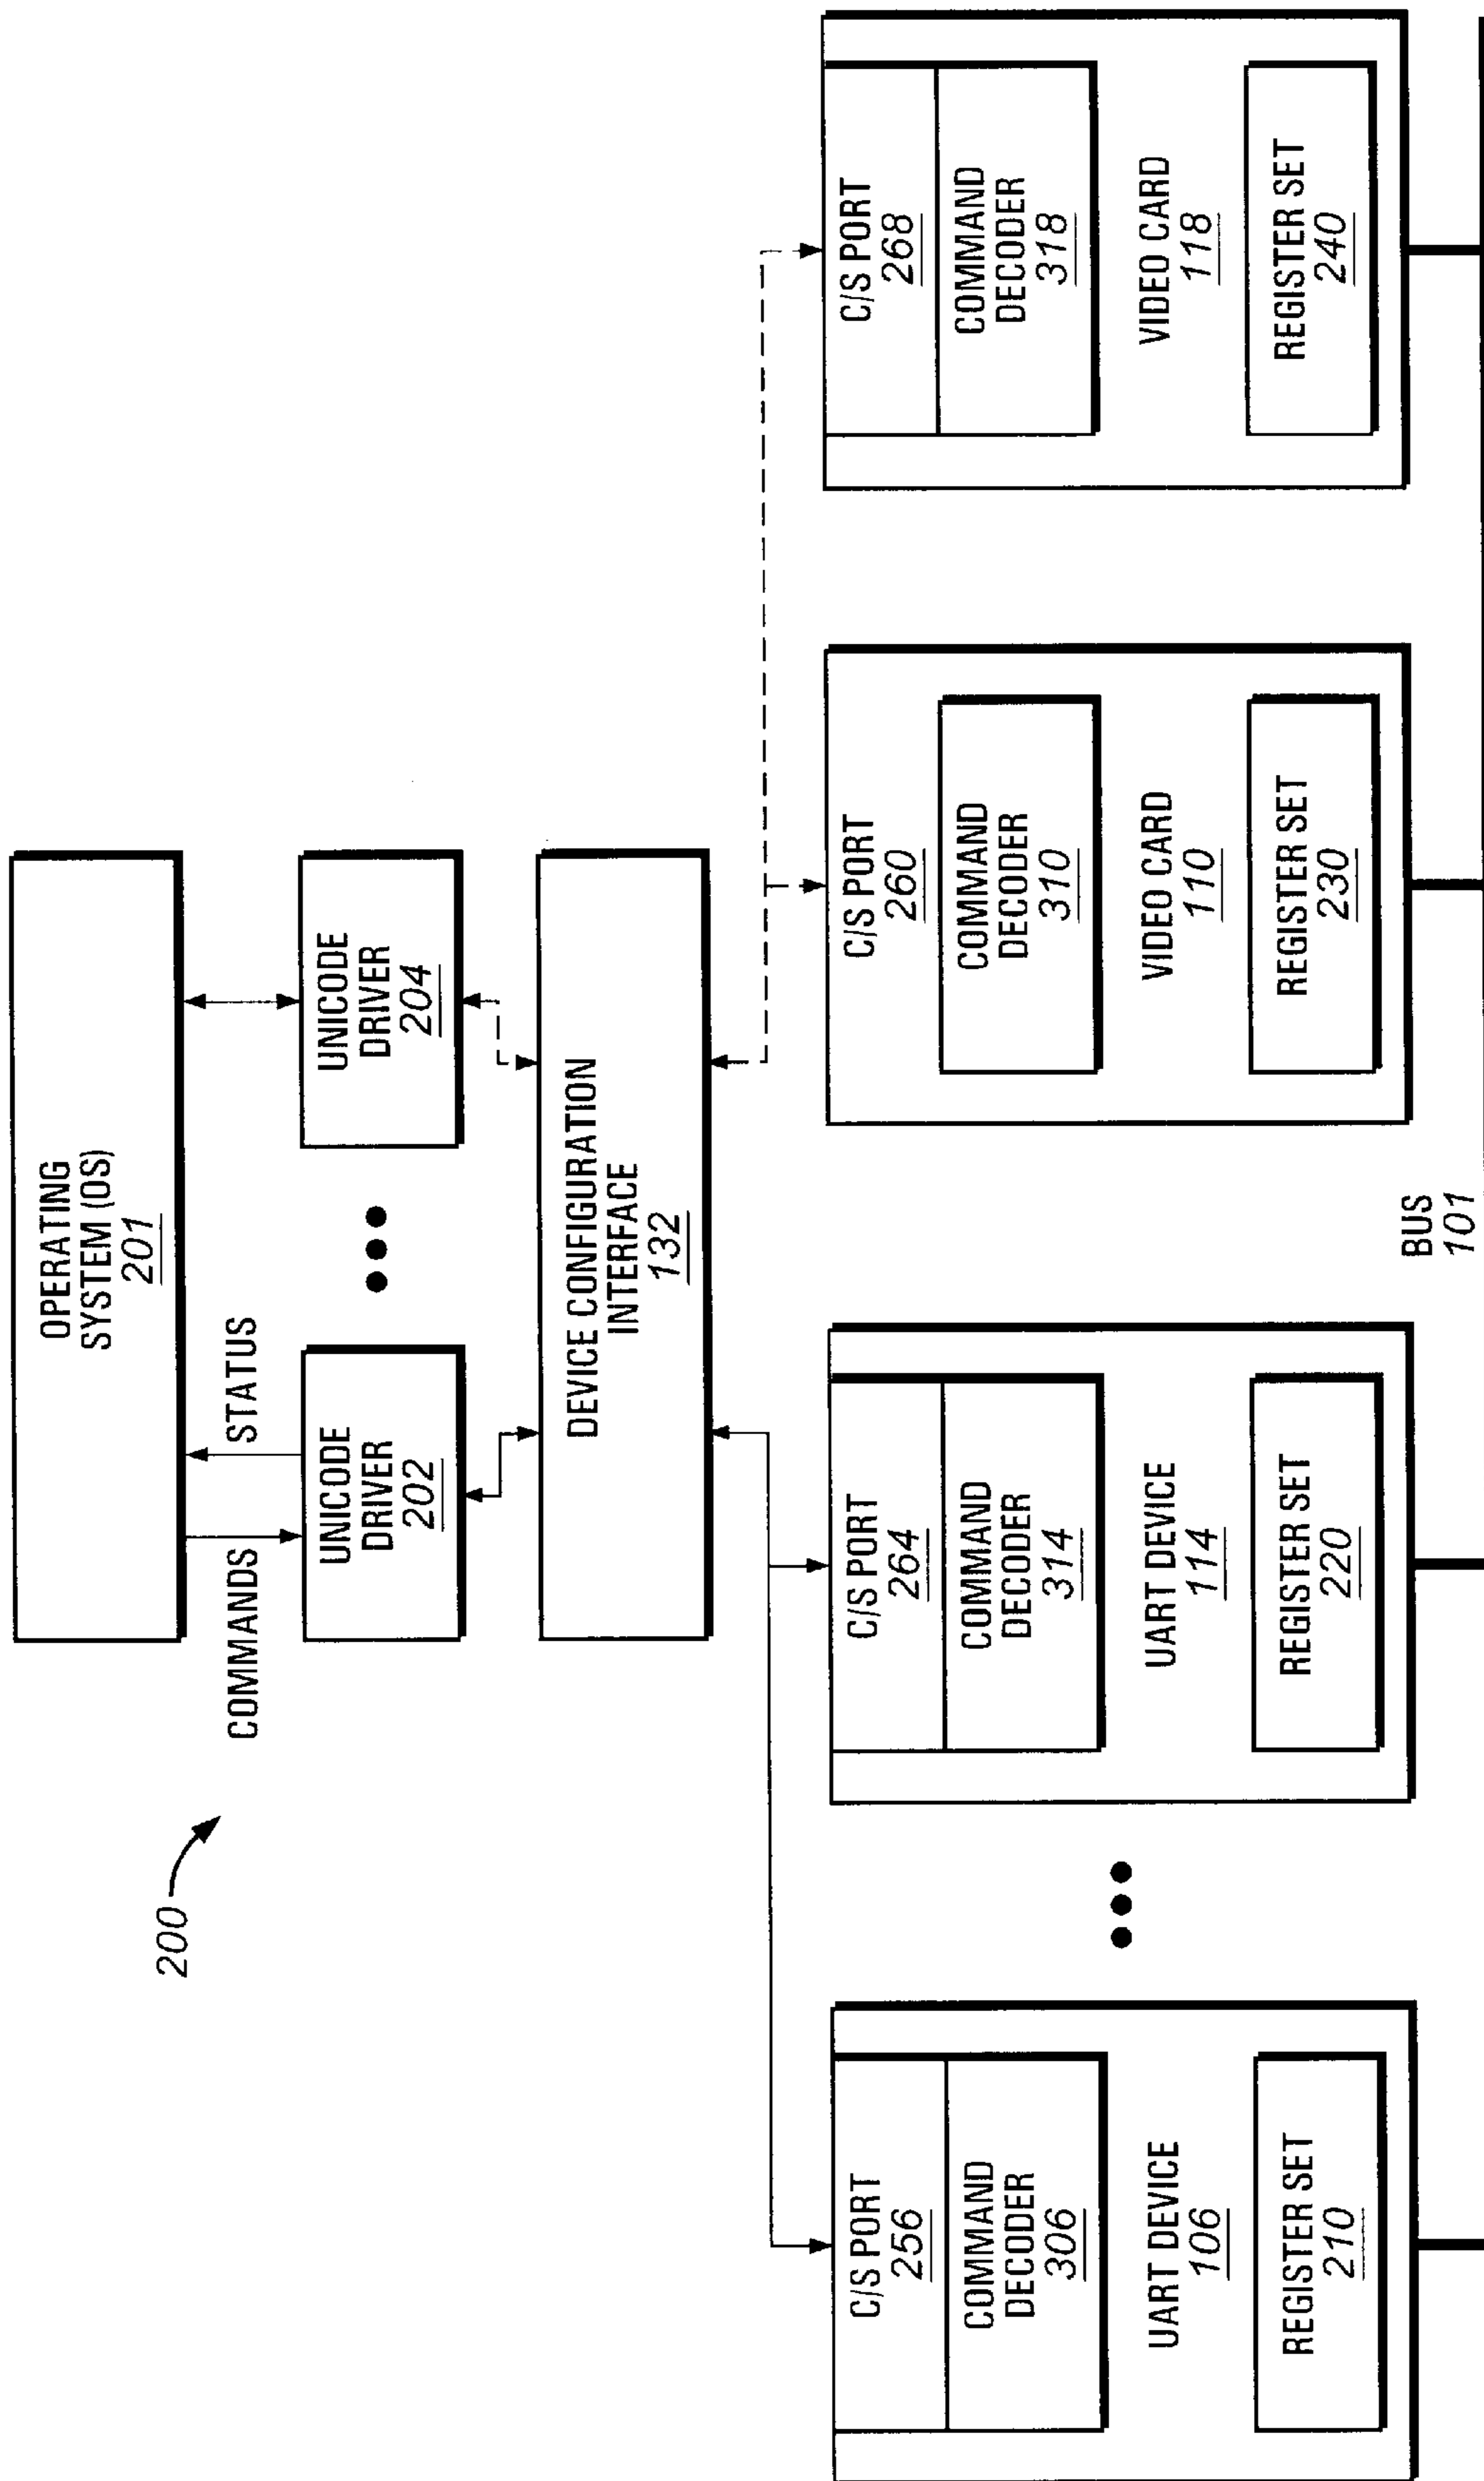 200
OPERATING
SYSTEM (OS)
201
COMMANDS
STATUS
UNICODE
DRIVER
202
UNICODE
DRIVER
204
DEVICE CONFIGURATION
INTERFACE
132
C/S PORT
256
COMMAND
DECODER
306
UART DEVICE
106
REGISTER SET
210
C/S PORT
264
COMMAND
DECODER
314
UART DEVICE
114
REGISTER SET
220
C/S PORT
260
COMMAND
DECODER
310
VIDEO CARD
110
REGISTER SET
230
C/S PORT
268
COMMAND
DECODER
318
VIDEO CARD
118
REGISTER SET
240
BUS
101